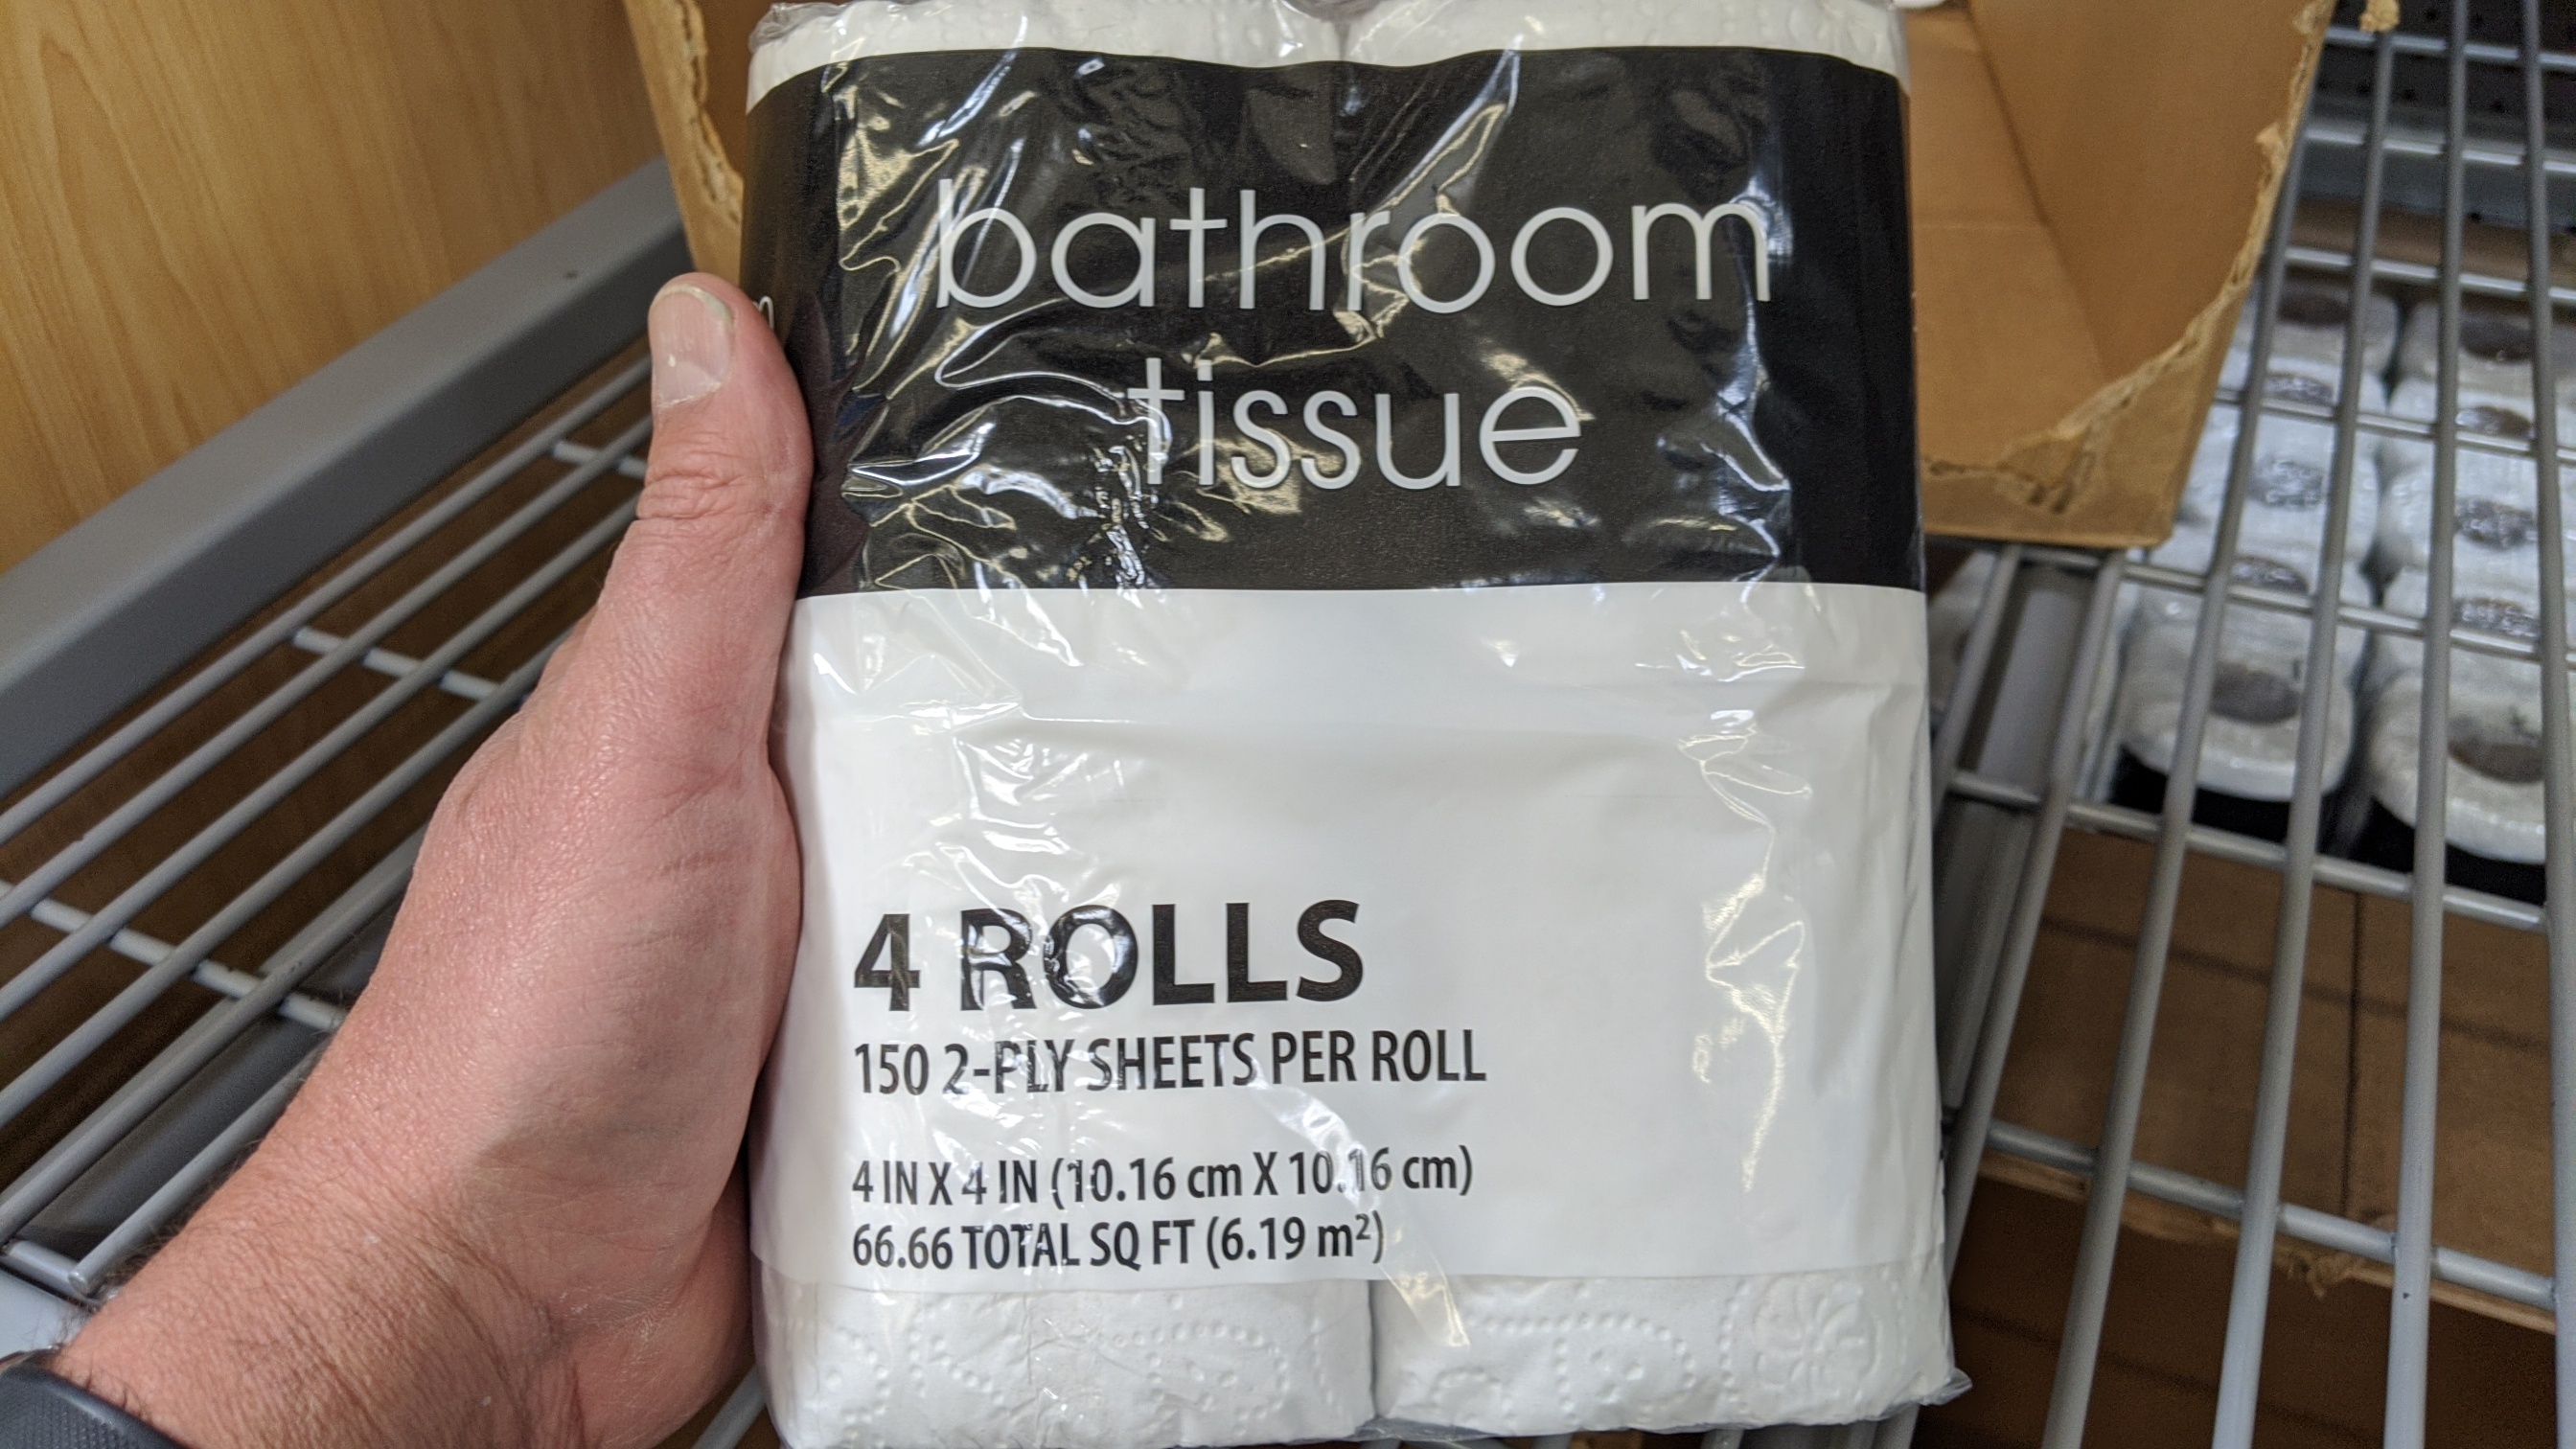 bathroom
tissue
4 ROLLS
150 2-PLY SHEETS PER ROLL
4 IN X 4 IN (10.16 cm X 10.16 cm)
66.66 TOTAL SQ FT (6.19 m²)